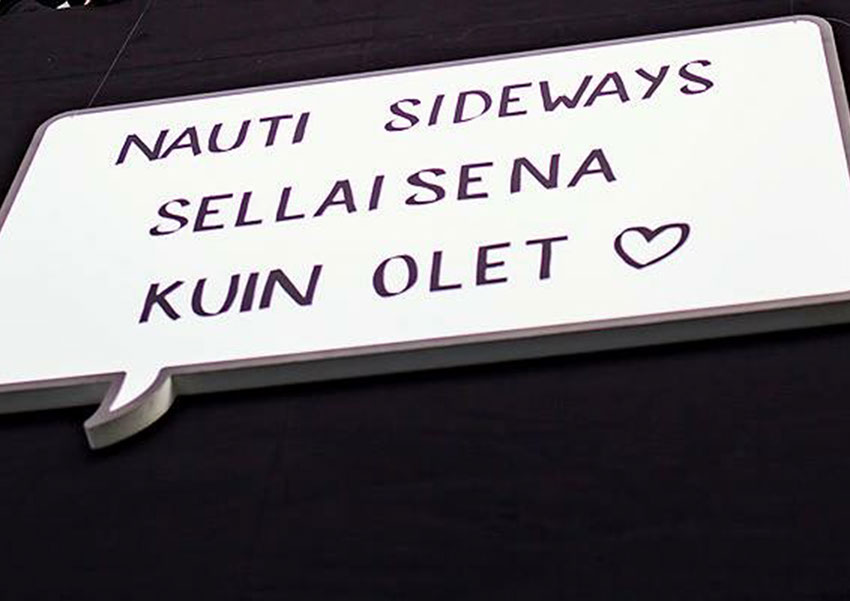 NAUTI SIDEWAYS
SELLAISENA
KUIN OLET ♡